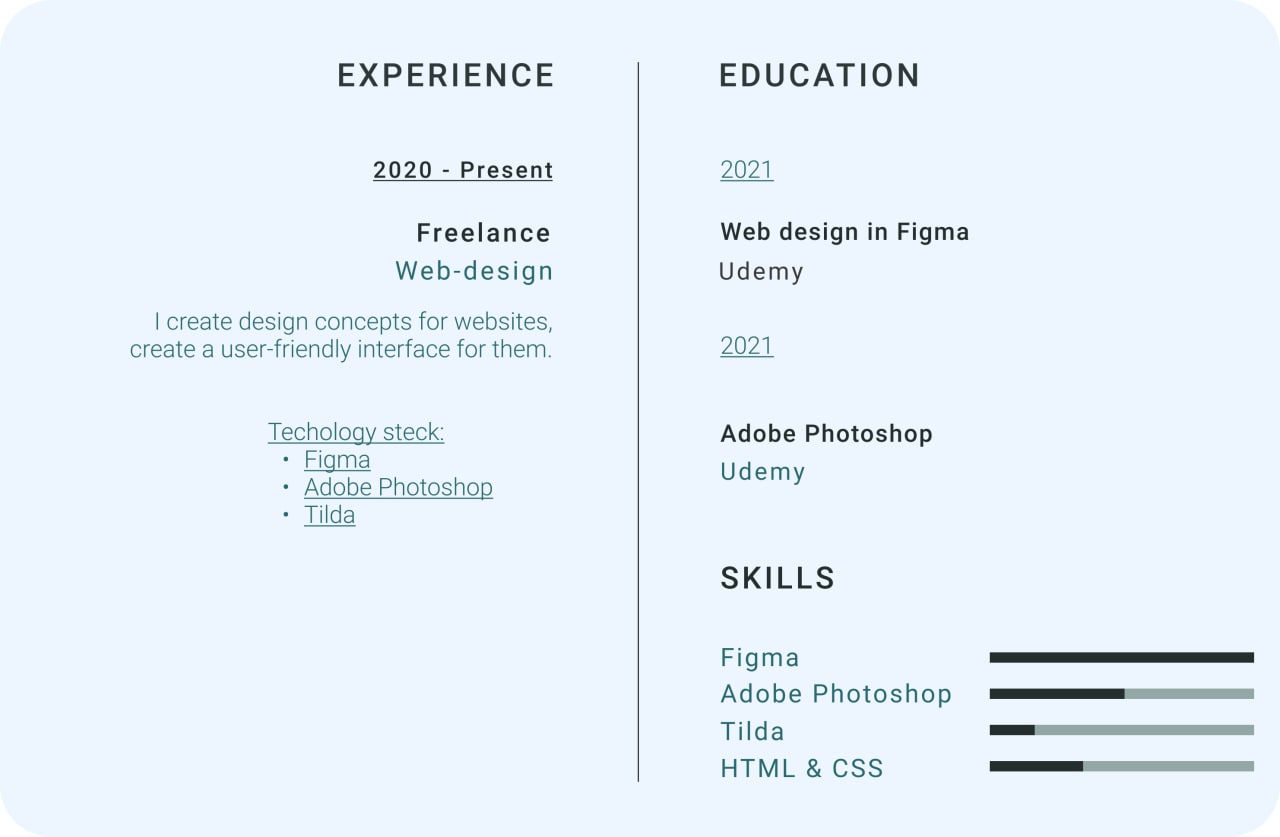 EXPERIENCE
2020 - Present
Freelance
Web-design
I create design concepts for websites,
create a user-friendly interface for them.
Techology steck:
• Figma
• Adobe Photoshop
• Tilda
EDUCATION
2021
Web design in Figma
Udemy
2021
Adobe Photoshop
Udemy
SKILLS
Figma
Adobe Photoshop
Tilda
HTML & CSS